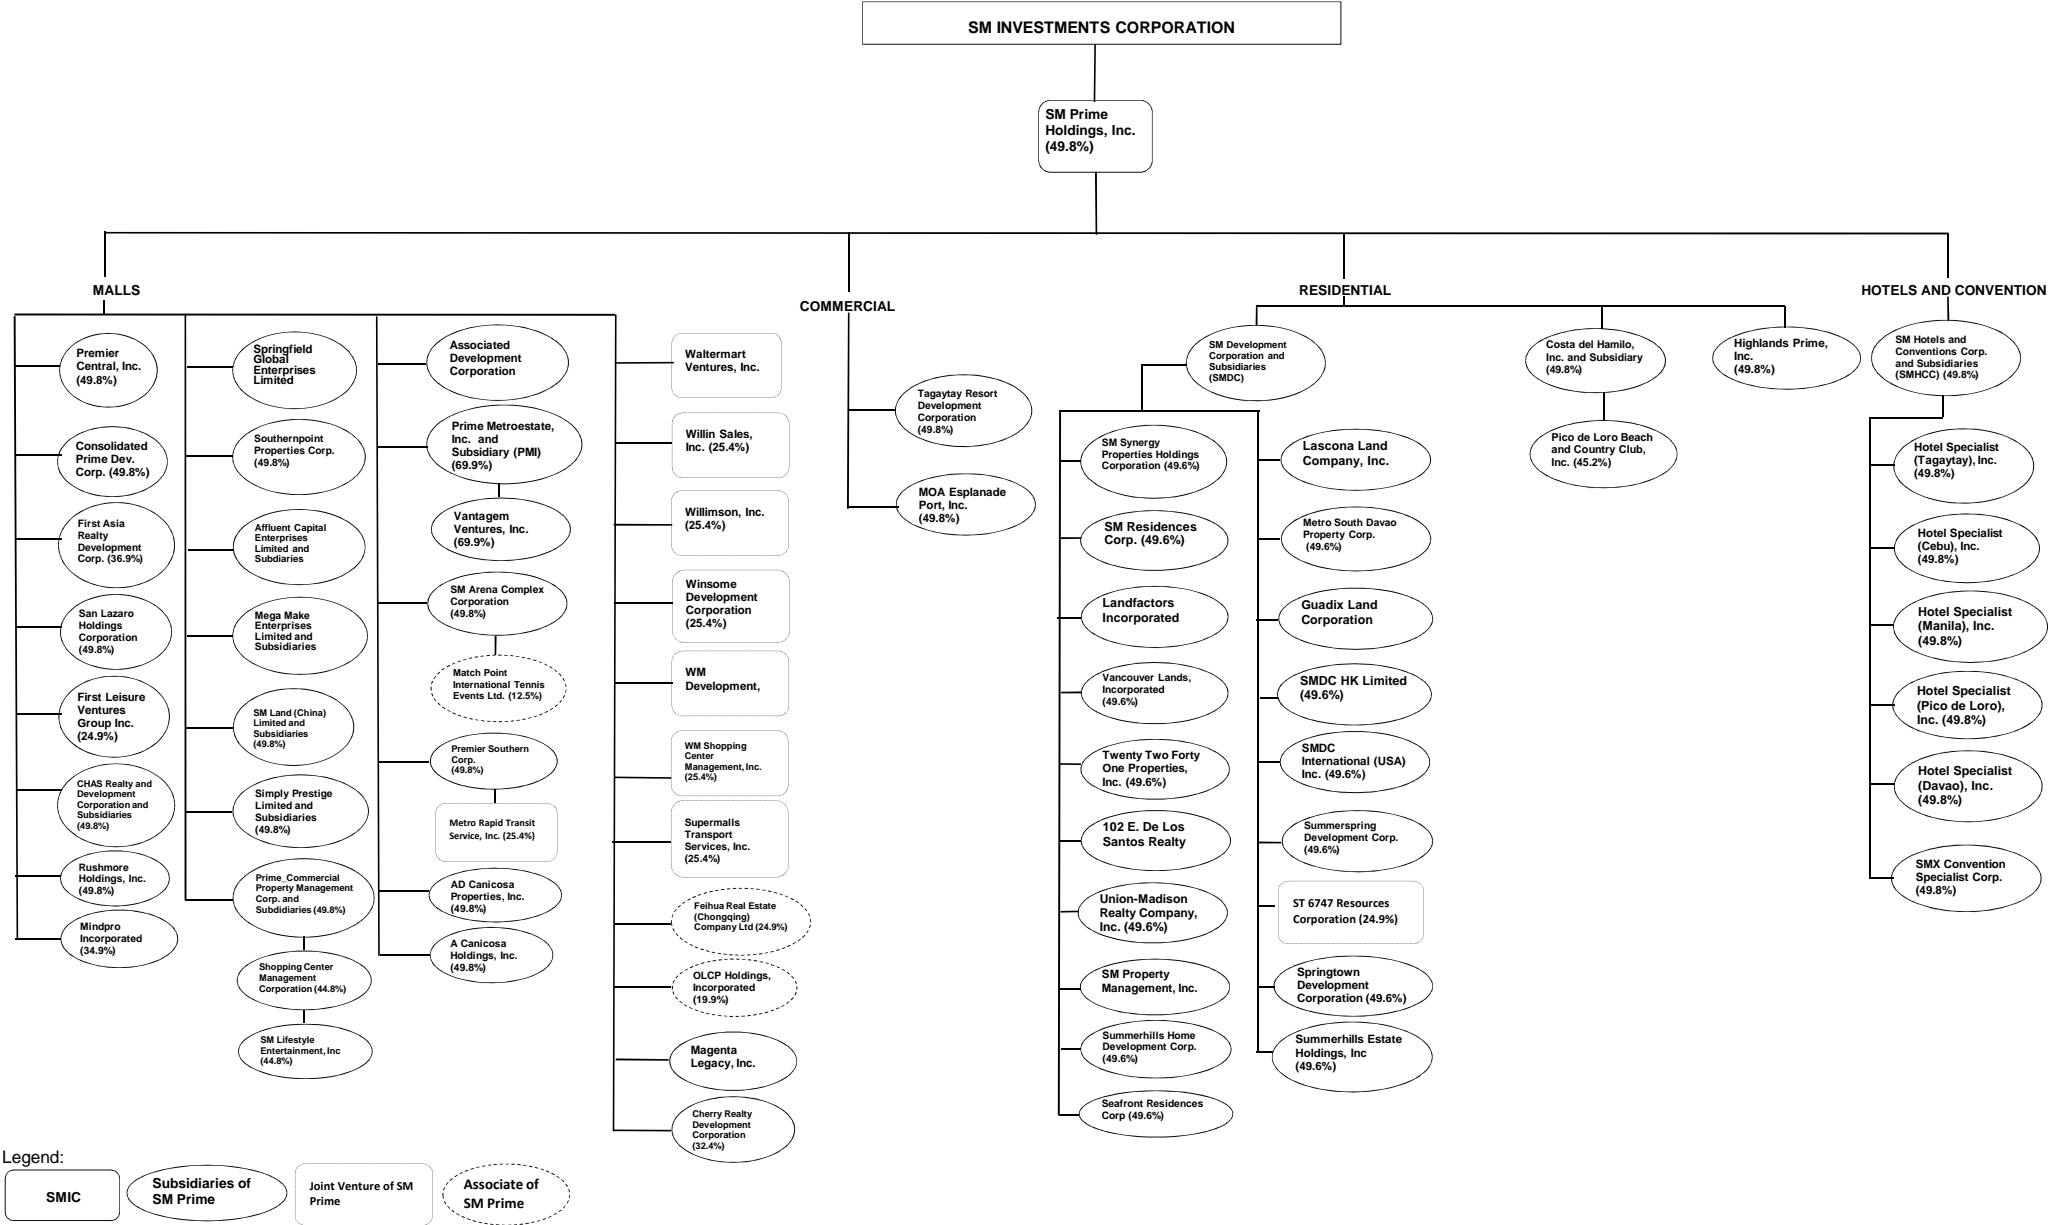 SM INVESTMENTS CORPORATION
SM Prime
Holdings, Inc.
(49.8%)
MALLS
Premier
Central, Inc.
(49.8%)
Consolidated
Prime Dev.
Corp. (49.8%)
First Asia
Realty
Development
Corp. (36.9%)
San Lazaro
Holdings
Corporation
(49.8%)
First Leisure
Ventures
Group Inc.
(24.9%)
CHAS Realty and
Development
Corporation and
Subsidiaries
(49.8%)
Rushmore
Holdings, Inc.
(49.8%)
Mindpro
Incorporated
(34.9%)
Springfield
Global
Enterprises
Limited
Southernpoint
Properties Corp.
(49.8%)
Affluent Capital
Enterprises
Limited and
Subdiaries
Mega Make
Enterprises
Limited and
Subsidiaries
SM Land (China)
Limited and
Subsidiaries
(49.8%)
Simply Prestige
Limited and
Subsidiaries
(49.8%)
Prime_Commercial
Property Management
Corp. and
Subdidiaries (49.8%)
Shopping Center
Management
Corporation (44.8%)
SM Lifestyle
Entertainment, Inc
(44.8%)
Associated
Development
Corporation
Prime Metroestate,
Inc. and
Subsidiary (PMI)
(69.9%)
Vantagem
Ventures, Inc.
(69.9%)
SM Arena Complex
Corporation
(49.8%)
Match Point
International Tennis
Events Ltd. (12.5%)
Premier Southern
Corp.
(49.8%)
Metro Rapid Transit
Service, Inc. (25.4%)
AD Canicosa
Properties, Inc.
(49.8%)
A Canicosa
Holdings, Inc.
(49.8%)
Waltermart
Ventures, Inc.
Willin Sales,
Inc. (25.4%)
Willimson, Inc.
(25.4%)
Winsome
Development
Corporation
(25.4%)
WM
Development,
WM Shopping
Center
Management, Inc.
(25.4%)
Supermalls
Transport
Services, Inc.
(25.4%)
Feihua Real Estate
(Chongqing)
Company Ltd (24.9%)
OLCP Holdings,
Incorporated
(19.9%)
Magenta
Legacy, Inc.
Cherry Realty
Development
Corporation
(32.4%)
COMMERCIAL
Tagaytay Resort
Development
Corporation
(49.8%)
MOA Esplanade
Port, Inc.
(49.8%)
RESIDENTIAL
SM Development
Corporation and
Subsidiaries
(SMDC)
SM Synergy
Properties Holdings
Corporation (49.6%)
SM Residences
Corp. (49.6%)
Landfactors
Incorporated
Vancouver Lands,
Incorporated
(49.6%)
Twenty Two Forty
One Properties,
Inc. (49.6%)
102 E. De Los
Santos Realty
Union-Madison
Realty Company,
Inc. (49.6%)
SM Property
Management, Inc.
Summerhills Home
Development Corp.
(49.6%)
Seafront Residences
Corp (49.6%)
Lascona Land
Company, Inc.
Metro South Davao
Property Corp.
(49.6%)
Guadix Land
Corporation
SMDC HK Limited
(49.6%)
SMDC
International (USA)
Inc. (49.6%)
Summerspring
Development Corp.
(49.6%)
ST 6747 Resources
Corporation (24.9%)
Springtown
Development
Corporation (49.6%)
Summerhills Estate
Holdings, Inc
(49.6%)
Costa del Hamilo,
Inc. and Subsidiary
(49.8%)
Pico de Loro Beach
and Country Club,
Inc. (45.2%)
Highlands Prime,
Inc.
(49.8%)
HOTELS AND CONVENTION
SM Hotels and
Conventions Corp.
and Subsidiaries
(SMHCC) (49.8%)
Hotel Specialist
(Tagaytay), Inc.
(49.8%)
Hotel Specialist
(Cebu), Inc.
(49.8%)
Hotel Specialist
(Manila), Inc.
(49.8%)
Hotel Specialist
(Pico de Loro),
Inc. (49.8%)
Hotel Specialist
(Davao), Inc.
(49.8%)
SMX Convention
Specialist Corp.
(49.8%)
Legend:
SMIC
Subsidiaries of
SM Prime
Joint Venture of SM
Prime
Associate of
SM Prime